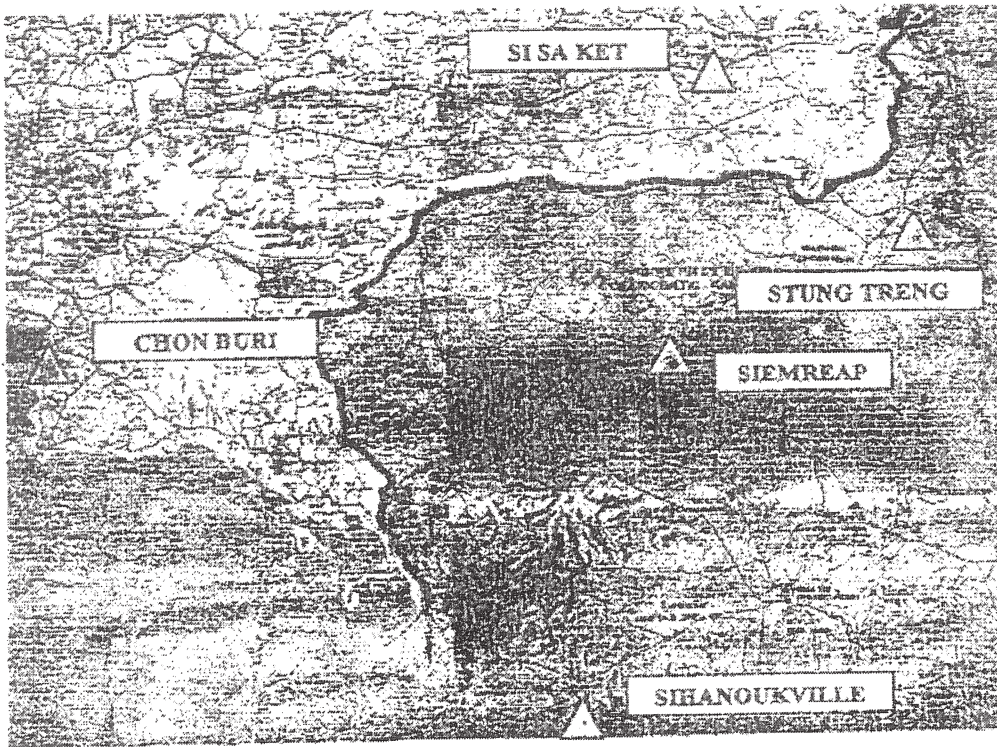 SI SA KET
STUNG TRENG
CHON BURI
SIEMREAP
SIHANOUKVILLE